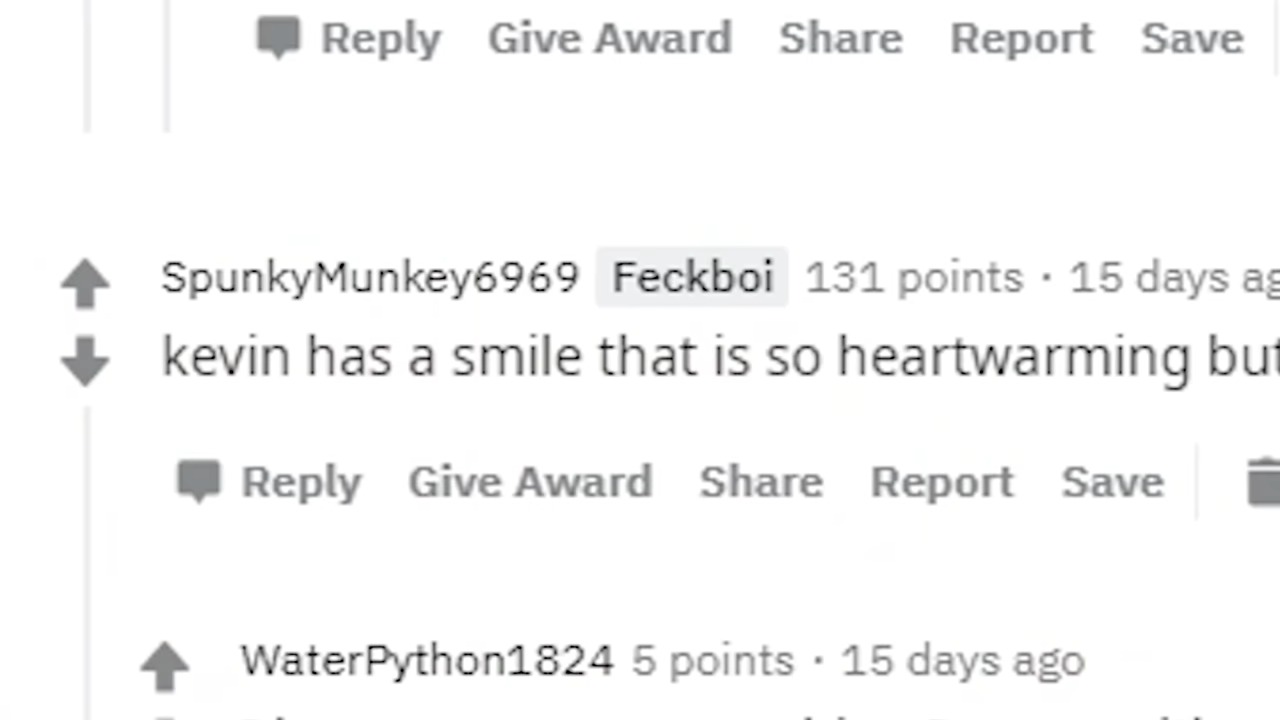 Reply Give Award Share Report Save
SpunkyMunkey6969 Feckboi 131 points · 15 days
kevin has a smile that is so heartwarming but
Reply Give Award Share Report Save
WaterPython1824 5 points · 15 days ago